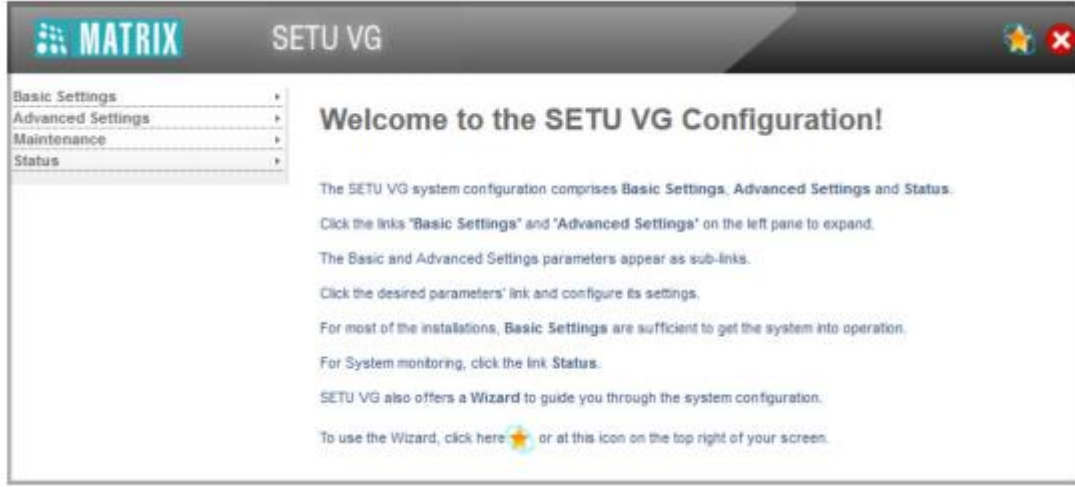 MATRIX SETU VG
Basic Settings
Advanced Settings
Maintenance
Status
Welcome to the SETU VG Configuration!
The SETU VG system configuration comprises Basic Settings, Advanced Settings and Status.
Click the links "Basic Settings" and "Advanced Settings" on the left pane to expand.
The Basic and Advanced Settings parameters appear as sub-links.
Click the desired parameters' link and configure its settings.
For most of the installations, Basic Settings are sufficient to get the system into operation.
For System monitoring, click the link Status.
SETU VG also offers a Wizard to guide you through the system configuration.
To use the Wizard, click here or at this icon on the top right of your screen.